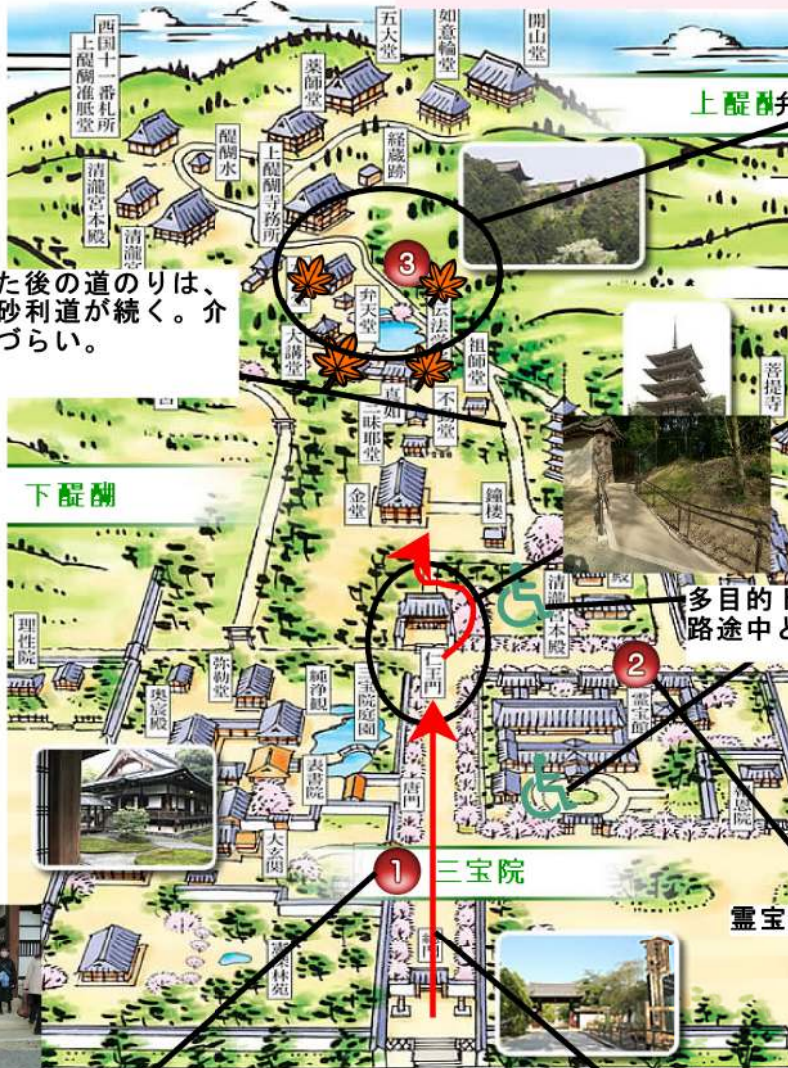 五大堂
如意輪堂
開山堂
西国十一番札所
上醍醐准胝堂
薬師堂
上醍醐
醍醐水
経蔵跡
上醍醐寺務所
清瀧宮本殿
③
た後の道のりは、
砂利道が続く。介
づらい。
弁天堂
大講堂
祖師堂
菩提寺
真如
三昧耶堂
不
堂
下醍醐
金堂
鐘楼
清瀧宮本殿
殿
多目的
路途中と
理性院
仁王門
②
弥勒堂
純浄観
三宝院庭園
霊宝館
奥宸殿
表書院
唐門
大玄関
①
三宝院
霊宝
総門